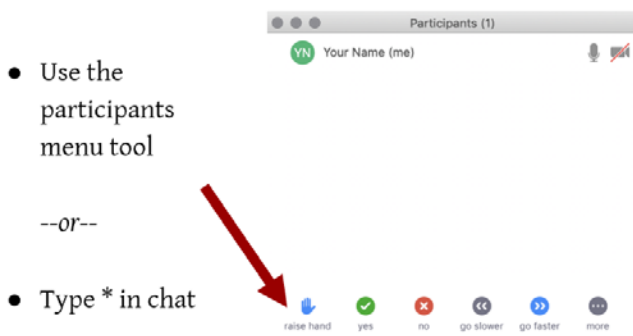 Participants (1)
YN Your Name (me)
● Use the
participants
menu tool
--or--
● Type * in chat
raise hand yes no go slower go faster more